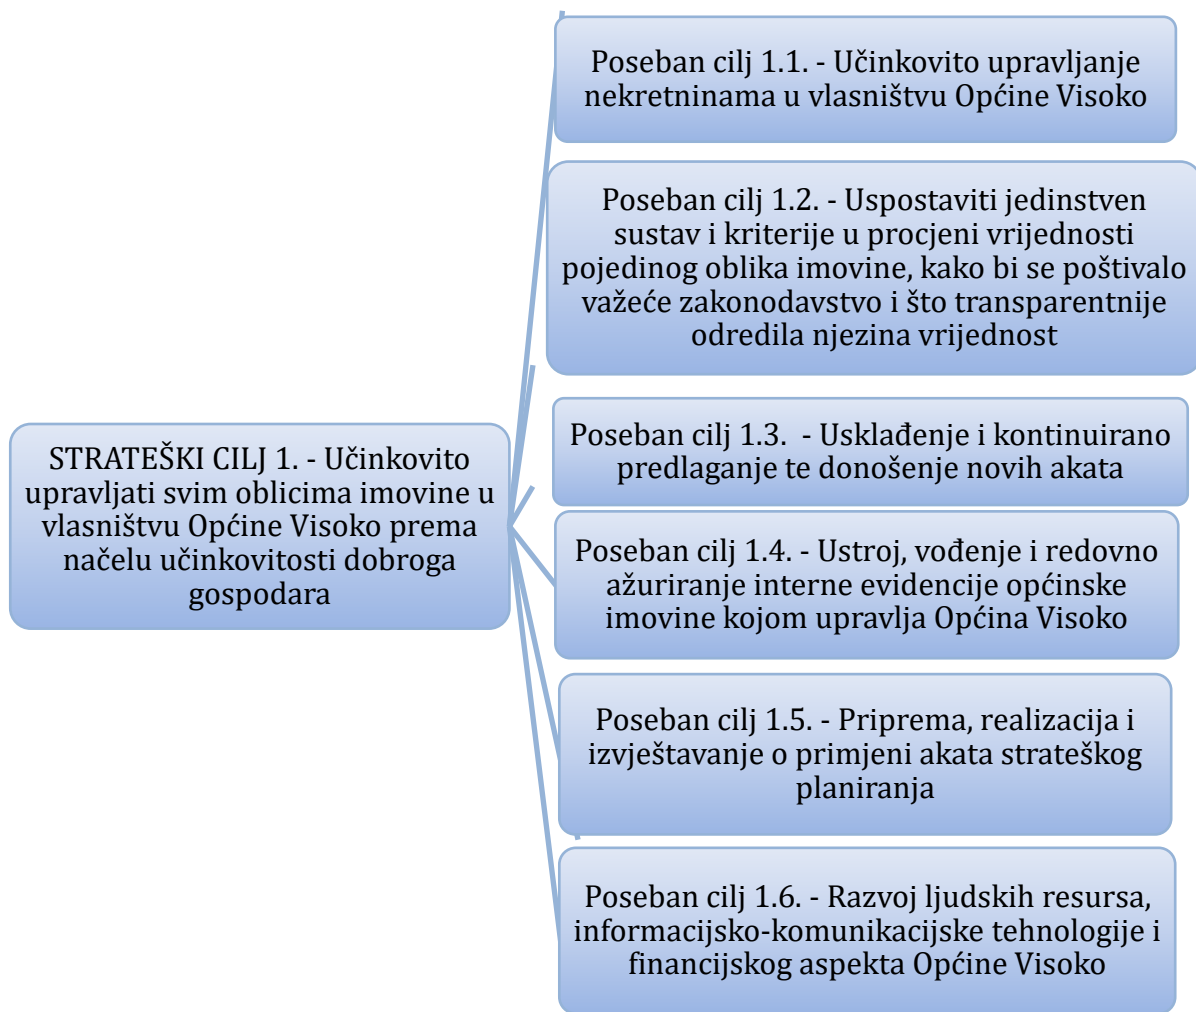 Poseban cilj 1.1. - Učinkovito upravljanje
nekretninama u vlasništvu Općine Visoko
Poseban cilj 1.2. - Uspostaviti jedinstven
sustav i kriterije u procjeni vrijednosti
pojedinog oblika imovine, kako bi se poštivalo
važeće zakonodavstvo i što transparentnije
odredila njezina vrijednost
STRATEŠKI CILJ 1. - Učinkovito
upravljati svim oblicima imovine u
vlasništvu Općine Visoko prema
načelu učinkovitosti dobroga
gospodara
Poseban cilj 1.3. - Usklađenje i kontinuirano
predlaganje te donošenje novih akata
Poseban cilj 1.4. - Ustroj, vođenje i redovno
ažuriranje interne evidencije općinske
imovine kojom upravlja Općina Visoko
Poseban cilj 1.5. - Priprema, realizacija i
izvještavanje o primjeni akata strateškog
planiranja
Poseban cilj 1.6. - Razvoj ljudskih resursa,
informacijsko-komunikacijske tehnologije i
financijskog aspekta Općine Visoko